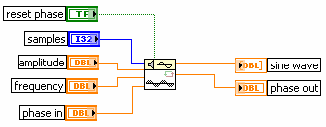 reset phase TF
samples I32
amplitude DBL
frequency DBL
phase in DBL
DBL sine wave
DBL phase out